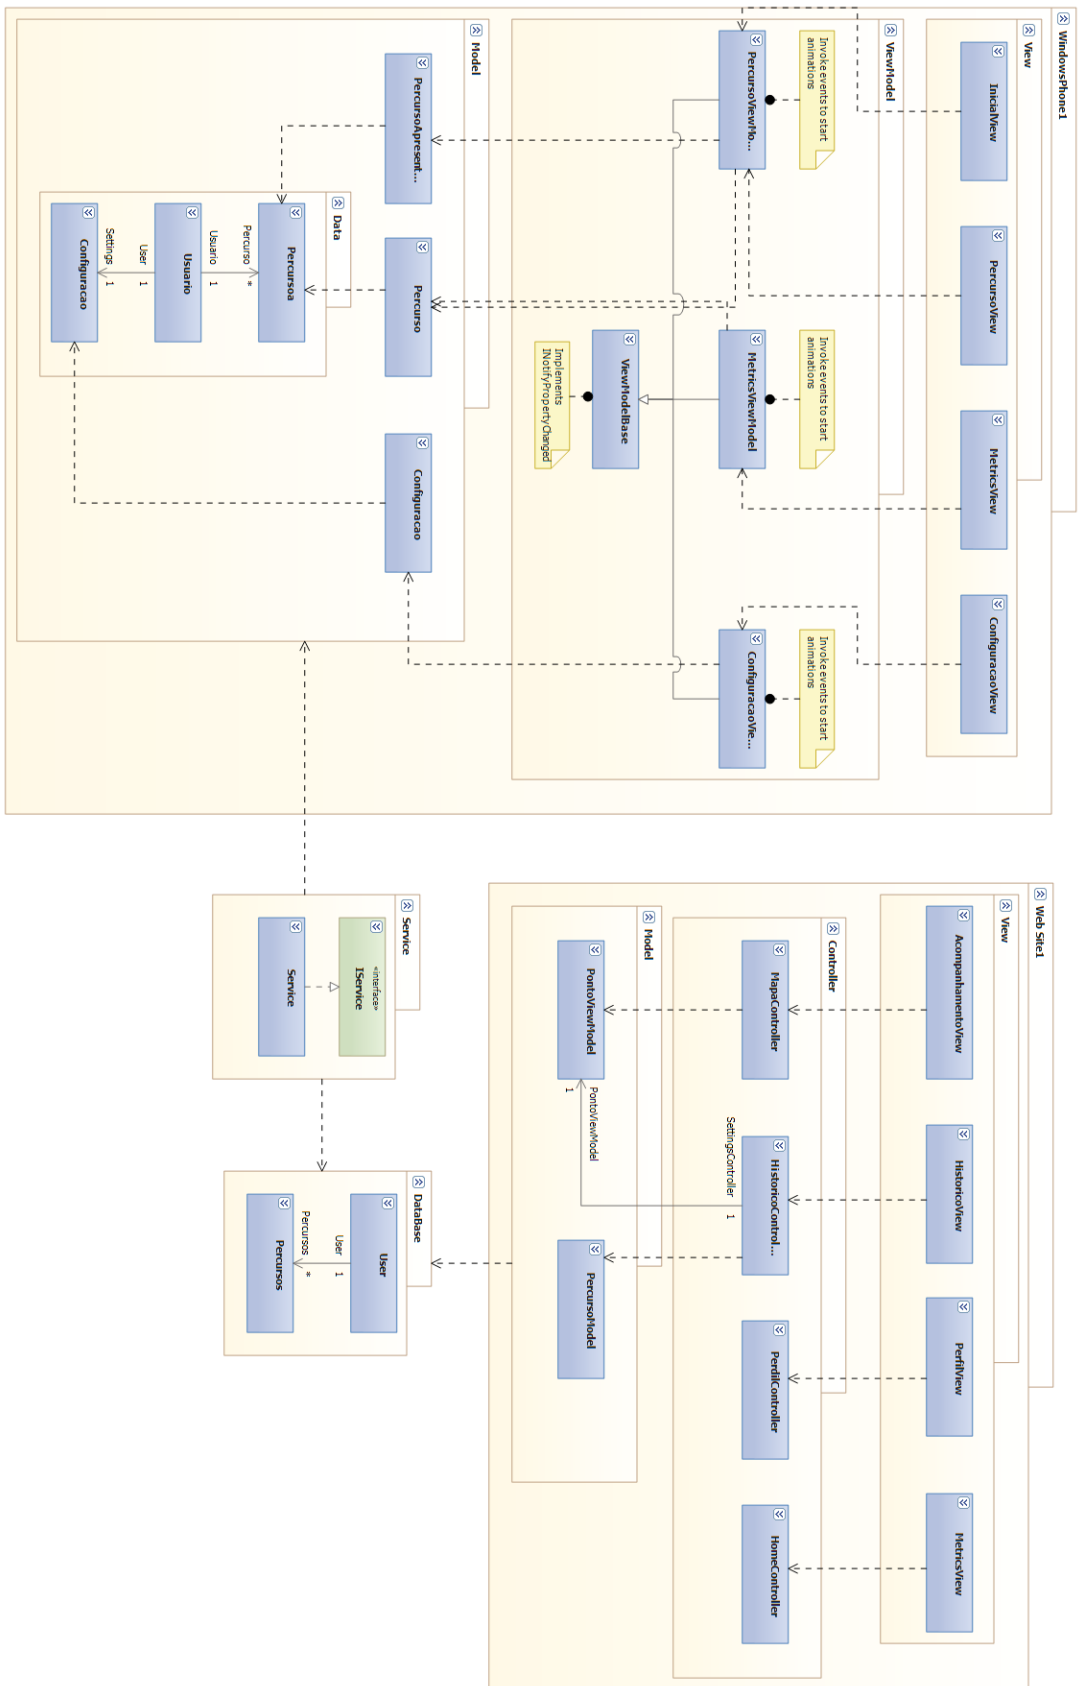 WindowsPhone1
View
InicialView
PercursoView
MetricsView
ConfiguracaoView
ViewModel
Invoke events to start
animations
Invoke events to start
animations
Invoke events to start
animations
PercursoViewMo...
MetricsViewModel
ConfiguracaoVie...
ViewModelBase
Implements
INotifyPropertyChanged
Model
PercursoApresent...
Percurso
Configuracao
Data
Percursoa
Percurso
*
Usuario
1
Usuario
User
1
Settings
1
Configuracao
Web Site1
View
AcompanhamentoView
HistoricoView
PerfilView
MetricsView
Controller
MapaController
HistoricoControl...
PerdilController
HomeController
SettingsController
1
Model
PontoViewModel
PontoViewModel
1
PercursoModel
Service
«interface»
IService
Service
DataBase
User
User
1
Percursos
*
Percursos